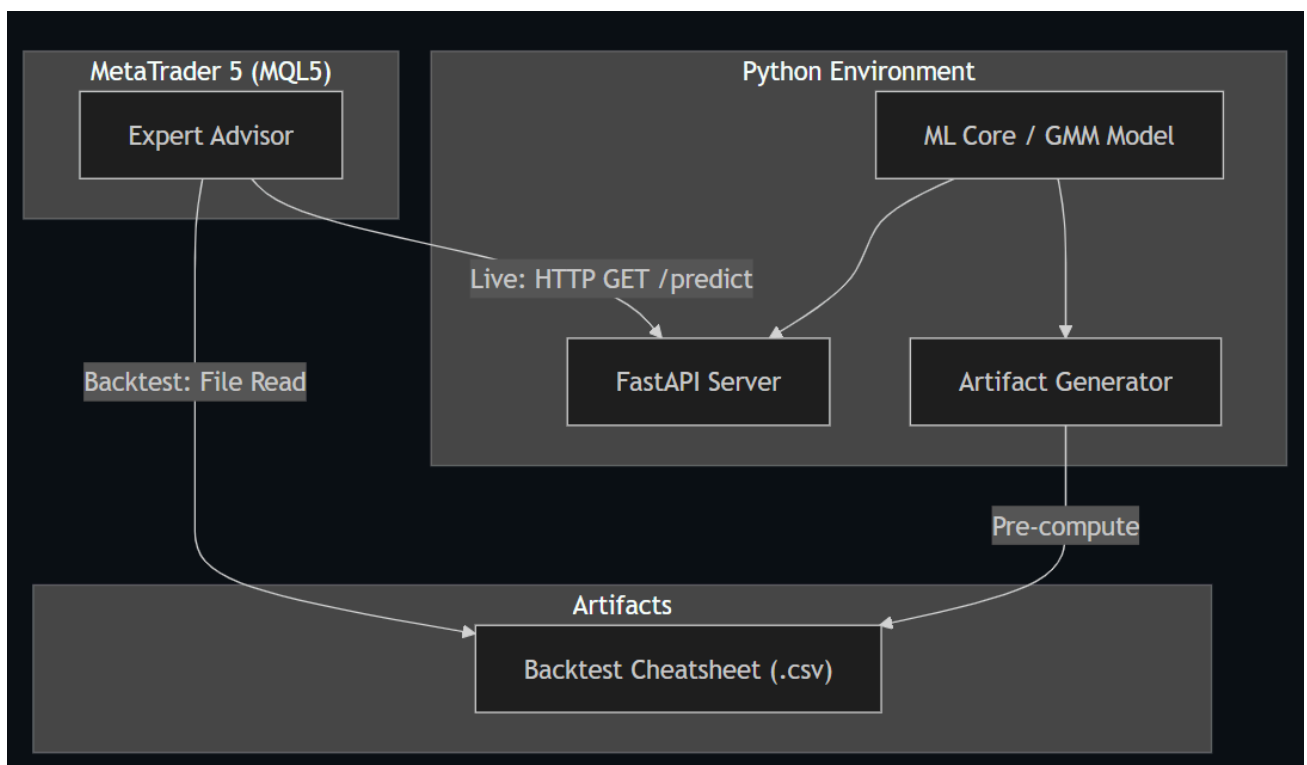 MetaTrader 5 (MQL5)
Python Environment
Expert Advisor
ML Core / GMM Model
Live: HTTP GET /predict
Backtest: File Read
FastAPI Server
Artifact Generator
Pre-compute
Artifacts
Backtest Cheatsheet (.csv)